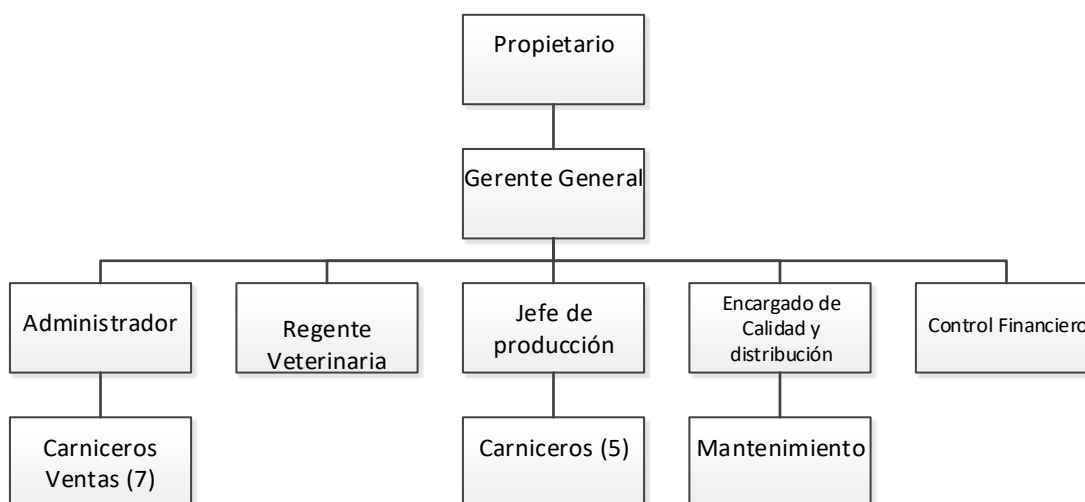 Propietario
Gerente General
Administrador
Regente
Veterinaria
Jefe de
producción
Encargado de
Calidad y
distribución
Control Financiero
Carniceros
Ventas (7)
Carniceros (5)
Mantenimiento